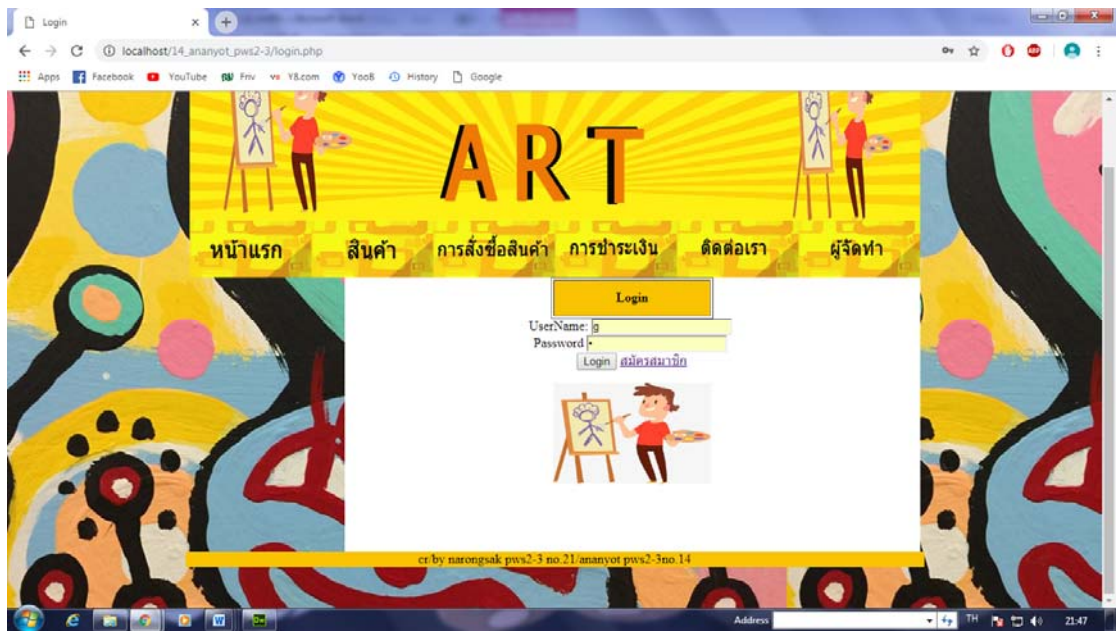 Login
localhost/14_ananyot_pws2-3/login.php
Apps Facebook YouTube Friv Y8.com YooB History Google
ART
หน้าแรก สินค้า การสั่งซื้อสินค้า การชำระเงิน ติดต่อเรา ผู้จัดทำ
Login
UserName: g
Password •
Login สมัครสมาชิก
cr/by narongsak pws2-3 no.21/ananyot pws2-3no.14
Address TH 21:47